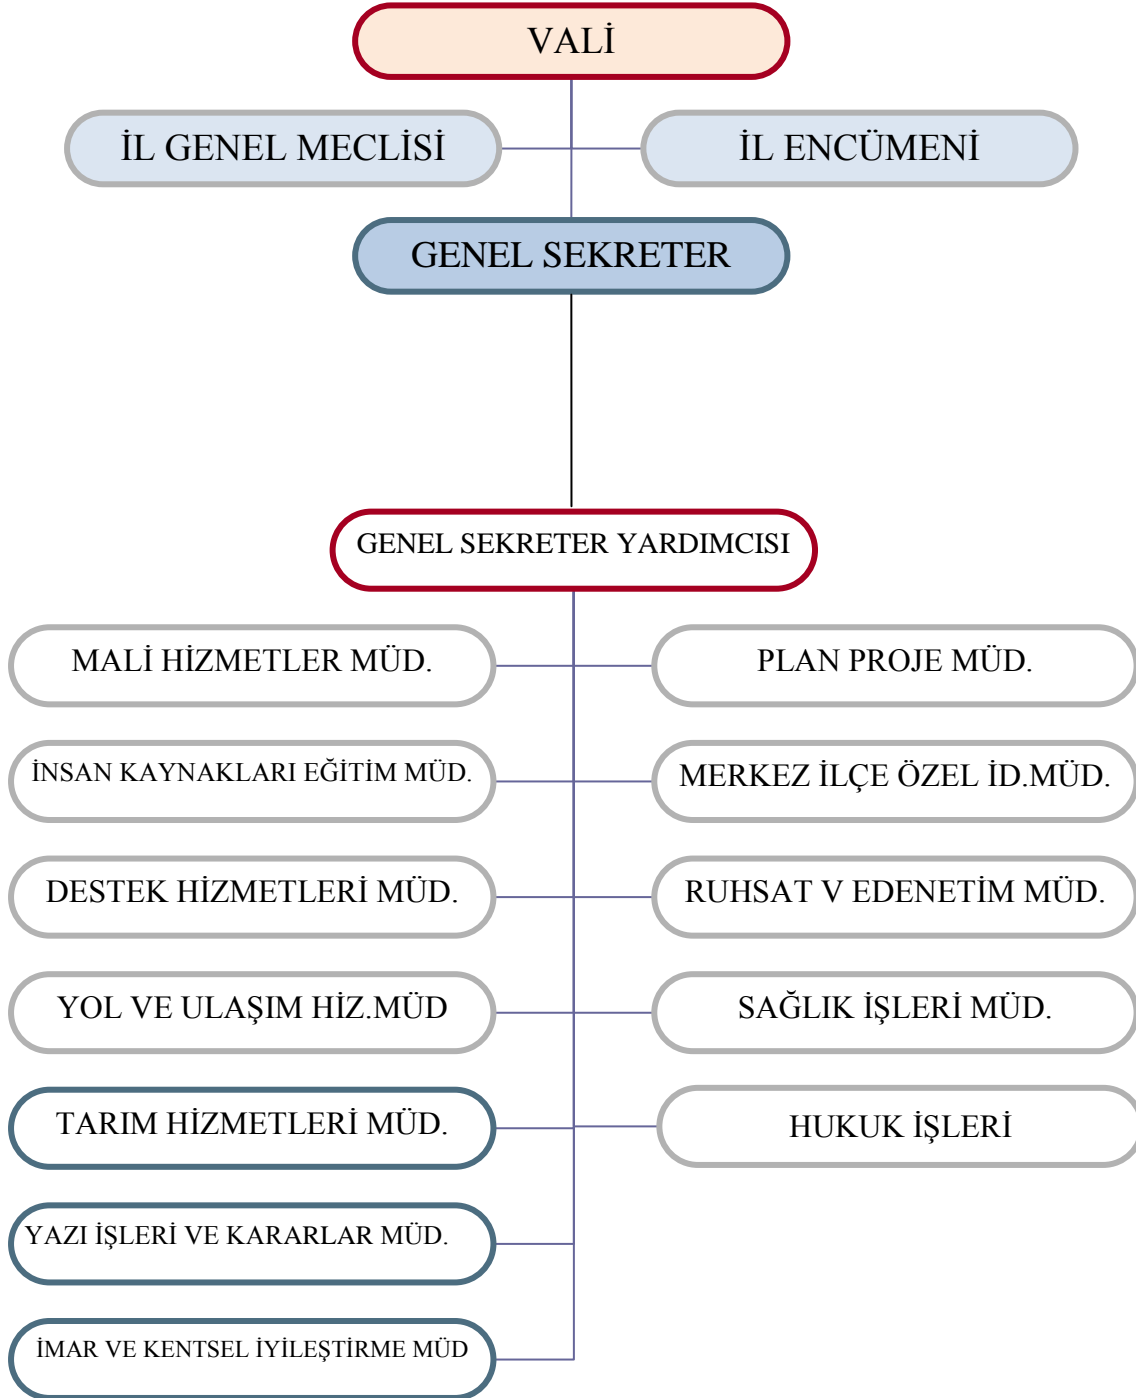 VALİ
İL GENEL MECLİSİ
İL ENCÜMENİ
GENEL SEKRETER
GENEL SEKRETER YARDIMCISI
MALİ HİZMETLER MÜD.
PLAN PROJE MÜD.
İNSAN KAYNAKLARI EĞİTİM MÜD.
MERKEZ İLÇE ÖZEL İD.MÜD.
DESTEK HİZMETLERİ MÜD.
RUHSAT V EDENETİM MÜD.
YOL VE ULAŞIM HİZ.MÜD
SAĞLIK İŞLERİ MÜD.
TARIM HİZMETLERİ MÜD.
HUKUK İŞLERİ
YAZI İŞLERİ VE KARARLAR MÜD.
İMAR VE KENTSEL İYİLEŞTİRME MÜD